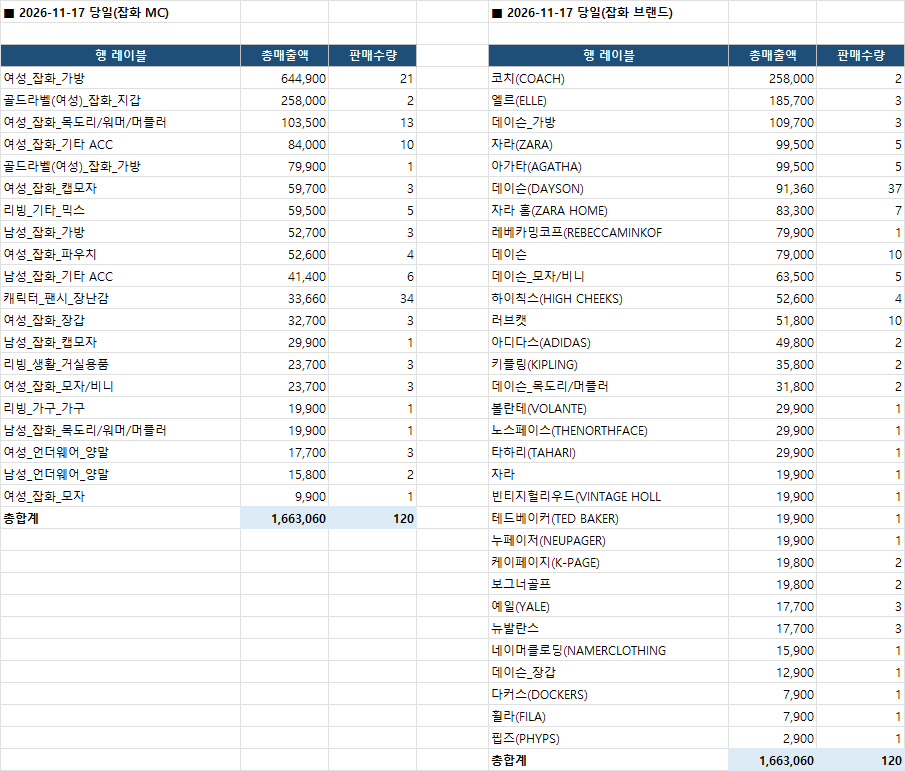 ■ 2026-11-17 당일(잡화 MC)
행 레이블 총매출액 판매수량
여성_잡화_가방 644,900 21
골드라벨(여성)_잡화_지갑 258,000 2
여성_잡화_목도리/워머/머플러 103,500 13
여성_잡화_기타 ACC 84,000 10
골드라벨(여성)_잡화_가방 79,900 1
여성_잡화_캡모자 59,700 3
리빙_기타_믹스 59,500 5
남성_잡화_가방 52,700 3
여성_잡화_파우치 52,600 4
남성_잡화_기타 ACC 41,400 6
캐릭터_팬시_장난감 33,660 34
여성_잡화_장갑 32,700 3
남성_잡화_캡모자 29,900 1
리빙_생활_거실용품 23,700 3
여성_잡화_모자/비니 23,700 3
리빙_가구_가구 19,900 1
남성_잡화_목도리/워머/머플러 19,900 1
여성_언더웨어_양말 17,700 3
남성_언더웨어_양말 15,800 2
여성_잡화_모자 9,900 1
총합계 1,663,060 120
■ 2026-11-17 당일(잡화 브랜드)
행 레이블 총매출액 판매수량
코치(COACH) 258,000 2
엘르(ELLE) 185,700 3
데이슨_가방 109,700 3
자라(ZARA) 99,500 5
아가타(AGATHA) 99,500 5
데이슨(DAYSON) 91,360 37
자라 홈(ZARA HOME) 83,300 7
레베카밍코프(REBECCAMINKOF 79,900 1
데이슨 79,000 10
데이슨_모자/비니 63,500 5
하이칙스(HIGH CHEEKS) 52,600 4
러브캣 51,800 10
아디다스(ADIDAS) 49,800 2
키플링(KIPLING) 35,800 2
데이슨_목도리/머플러 31,800 2
볼란테(VOLANTE) 29,900 1
노스페이스(THENORTHFACE) 29,900 1
타하리(TAHARI) 29,900 1
자라 19,900 1
빈티지헐리우드(VINTAGE HOLL 19,900 1
테드베이커(TED BAKER) 19,900 1
누페이저(NEUPAGER) 19,900 1
케이페이지(K-PAGE) 19,800 2
보그너골프 19,800 2
예일(YALE) 17,700 3
뉴발란스 17,700 3
네이머클로딩(NAMERCLOTHING 15,900 1
데이슨_장갑 12,900 1
다커스(DOCKERS) 7,900 1
휠라(FILA) 7,900 1
핍즈(PHYPS) 2,900 1
총합계 1,663,060 120